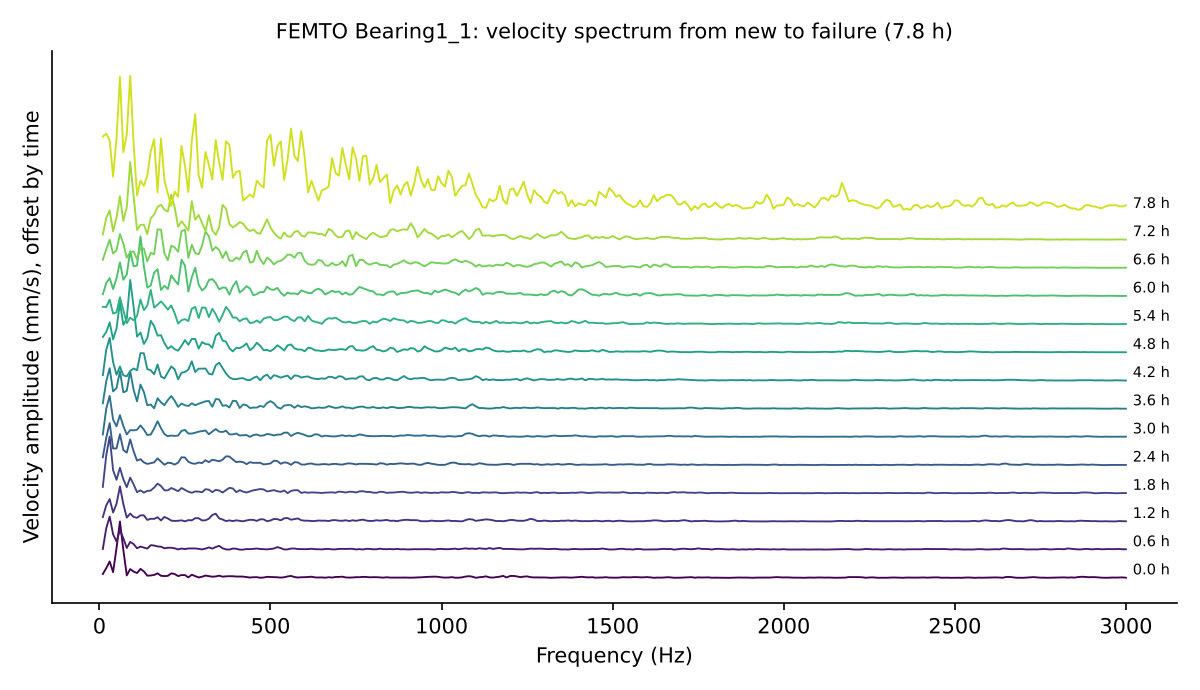 FEMTO Bearing1_1: velocity spectrum from new to failure (7.8 h)
Velocity amplitude (mm/s), offset by time
7.8 h
7.2 h
6.6 h
6.0 h
5.4 h
4.8 h
4.2 h
3.6 h
3.0 h
2.4 h
1.8 h
1.2 h
0.6 h
0.0 h
0 500 1000 1500 2000 2500 3000
Frequency (Hz)